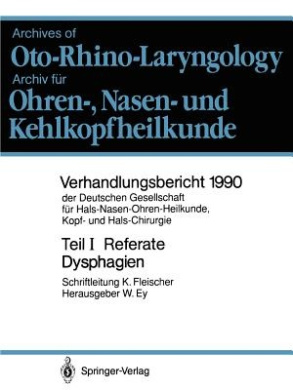 Archives of
Oto-Rhino-Laryngology
Archiv für
Ohren-, Nasen- und
Kehlkopfheilkunde
Verhandlungsbericht 1990
der Deutschen Gesellschaft
für Hals-Nasen-Ohren-Heilkunde,
Kopf- und Hals-Chirurgie
Teil I Referate
Dysphagien
Schriftleitung K. Fleischer
Herausgeber W. Ey
Springer-Verlag